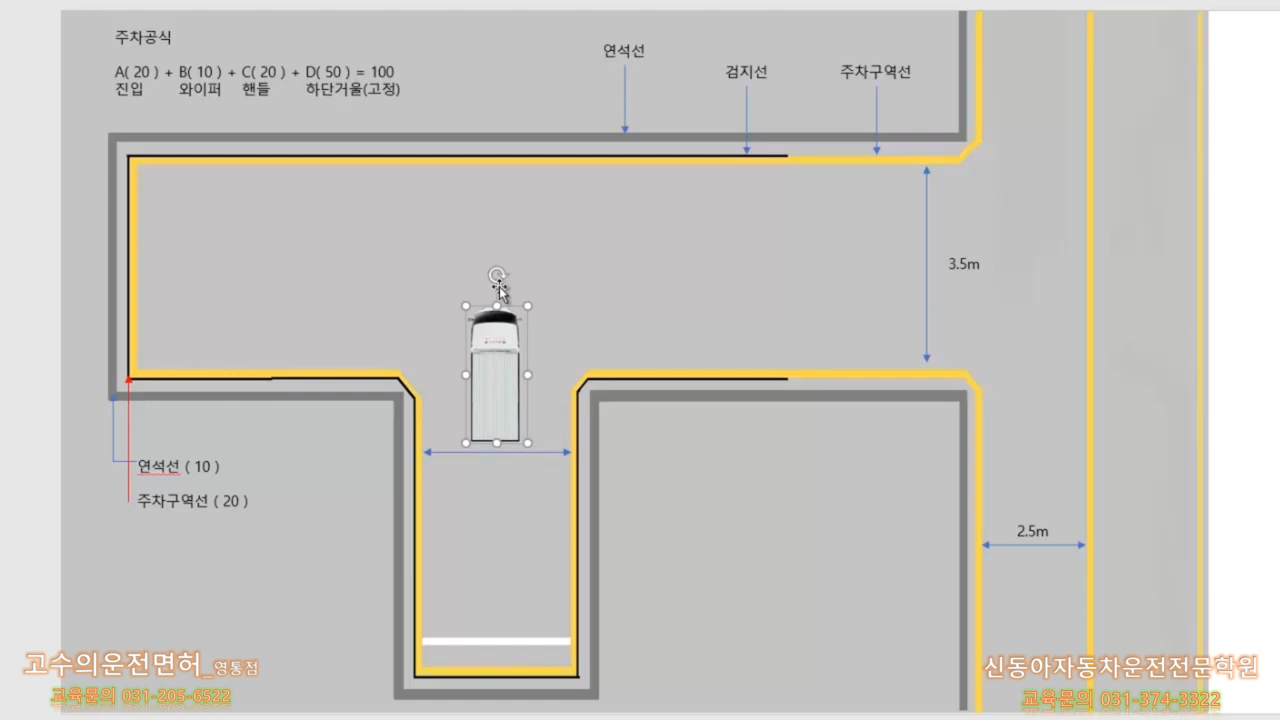 주차공식
A( 20 ) + B( 10 ) + C( 20 ) + D( 50 ) = 100
진입 와이퍼 핸들 하단거울(고정)
연석선
검지선
주차구역선
3.5m
연석선 ( 10 )
주차구역선 ( 20 )
2.5m
고수의운전면허_영통점
교육문의 031-205-6522
신동아자동차운전전문학원
교육문의 031-374-3322